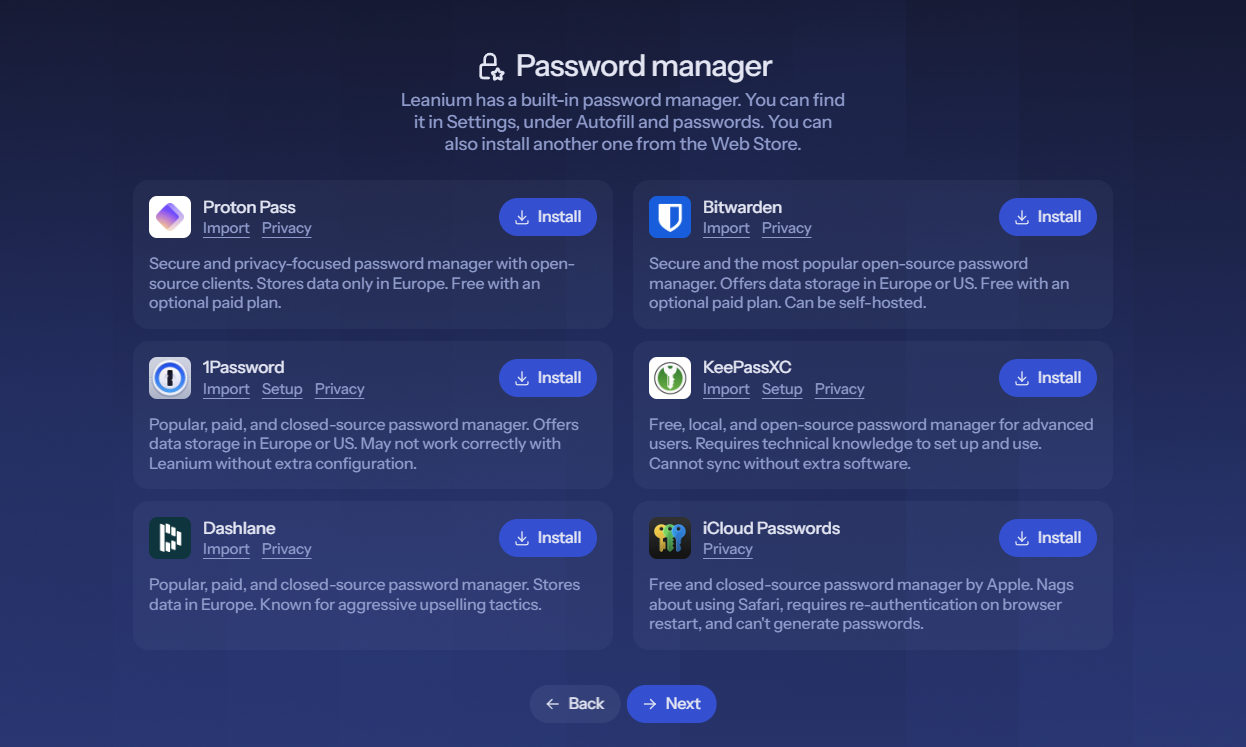 Password manager
Leanium has a built-in password manager. You can find
it in Settings, under Autofill and passwords. You can
also install another one from the Web Store.
Proton Pass
Import Privacy
Install
Secure and privacy-focused password manager with open-
source clients. Stores data only in Europe. Free with an
optional paid plan.
Bitwarden
Import Privacy
Install
Secure and the most popular open-source password
manager. Offers data storage in Europe or US. Free with an
optional paid plan. Can be self-hosted.
1Password
Import Setup Privacy
Install
Popular, paid, and closed-source password manager. Offers
data storage in Europe or US. May not work correctly with
Leanium without extra configuration.
KeePassXC
Import Setup Privacy
Install
Free, local, and open-source password manager for advanced
users. Requires technical knowledge to set up and use.
Cannot sync without extra software.
Dashlane
Import Privacy
Install
Popular, paid, and closed-source password manager. Stores
data in Europe. Known for aggressive upselling tactics.
iCloud Passwords
Privacy
Install
Free and closed-source password manager by Apple. Nags
about using Safari, requires re-authentication on browser
restart, and can't generate passwords.
Back
Next